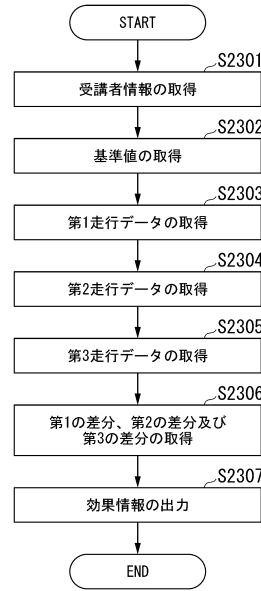 START
S2301
受講者情報の取得
S2302
基準値の取得
S2303
第1走行データの取得
S2304
第2走行データの取得
S2305
第3走行データの取得
S2306
第1の差分、第2の差分及び
第3の差分の取得
S2307
効果情報の出力
END